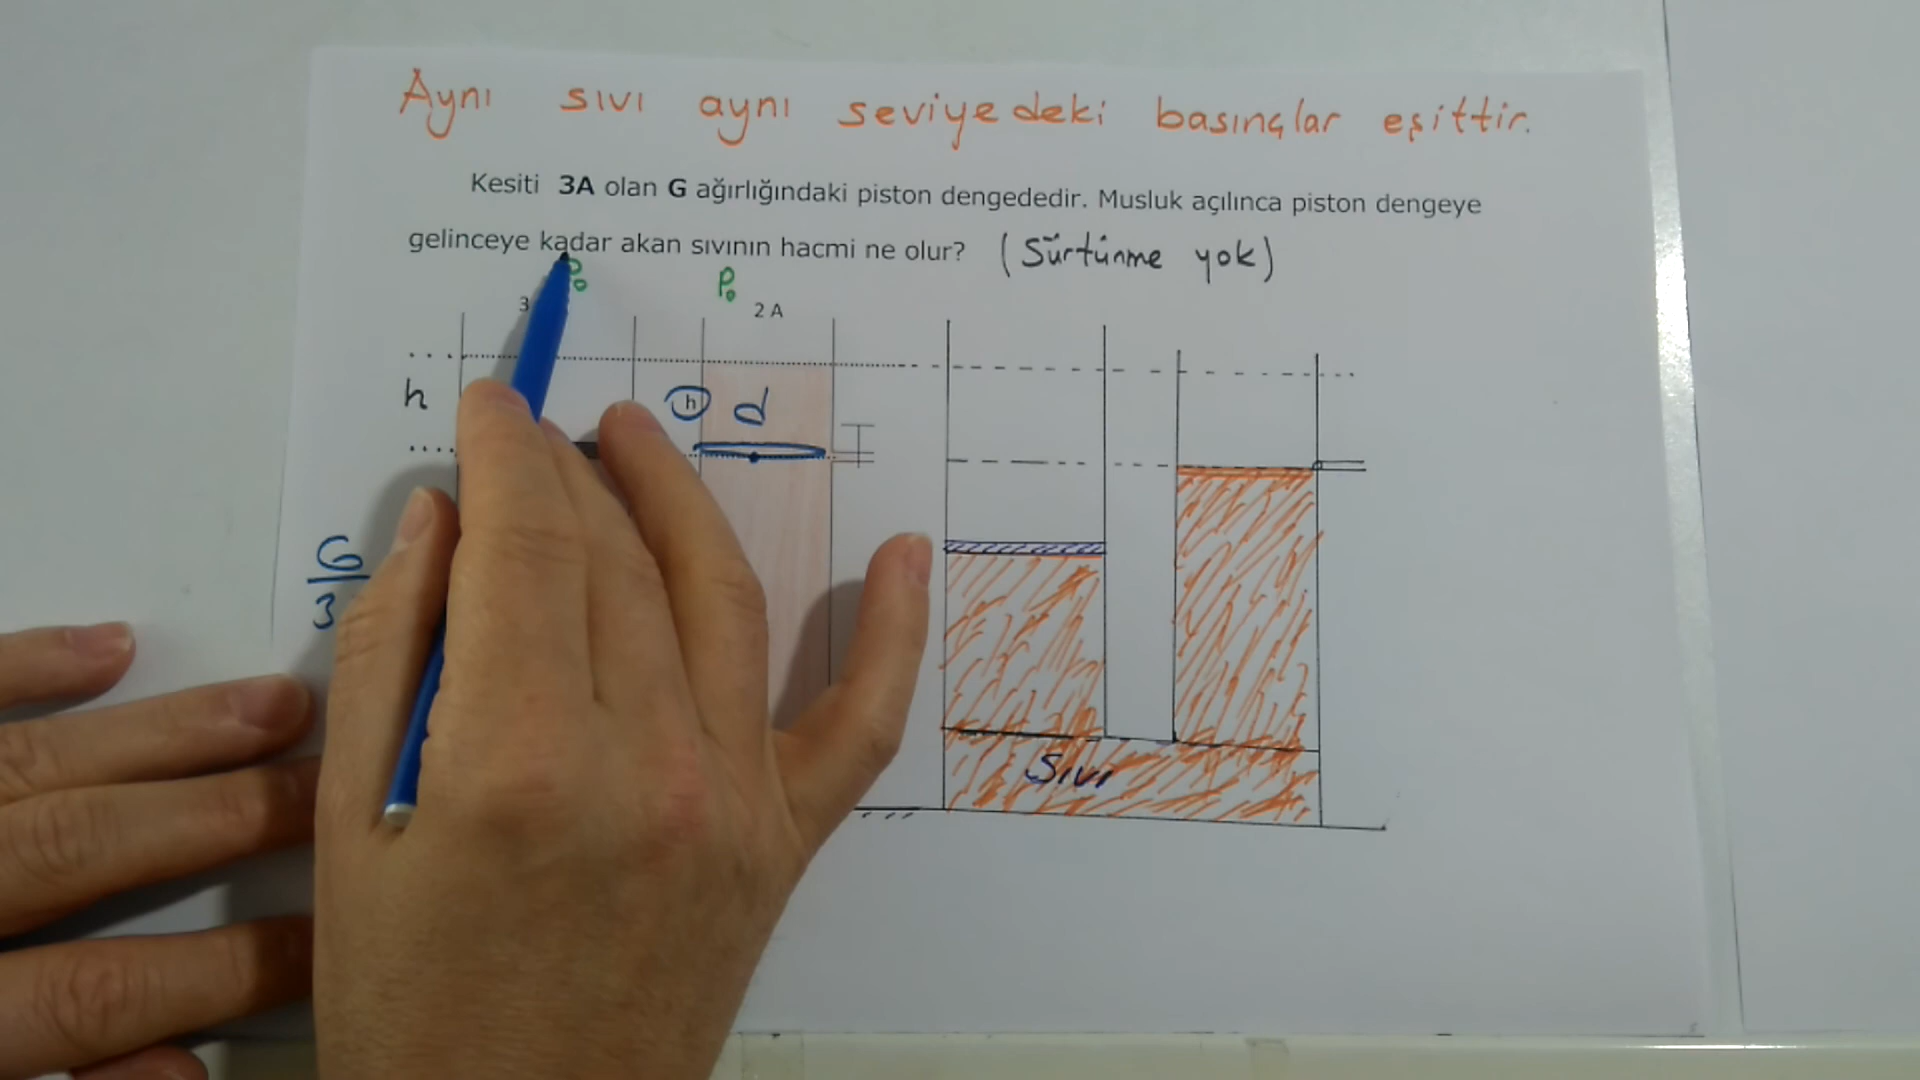 Aynı sıvı aynı seviyedeki basınçlar eşittir.
Kesiti 3A olan G ağırlığındaki piston dengededir. Musluk açılınca piston dengeye
gelinceye kadar akan sıvının hacmi ne olur? (Sürtünme yok)
P₀ P₀
3 2 A
h h d
G
3
Sıvı